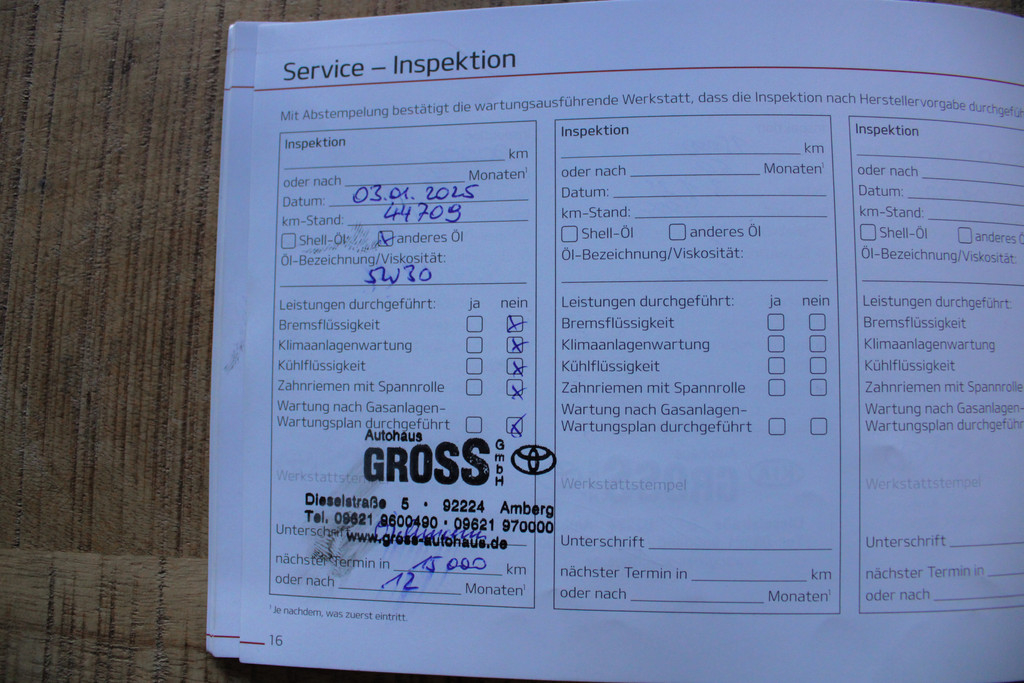 Service – Inspektion
Mit Abstempelung bestätigt die wartungsausführende Werkstatt, dass die Inspektion nach Herstellervorgabe durchgefü
Inspektion
km
oder nach Monaten¹
Datum: 03.01.2025
km-Stand: 44709
Shell-Öl anderes Öl
Öl-Bezeichnung/Viskosität:
5W30
Leistungen durchgeführt: ja nein
Bremsflüssigkeit
Klimaanlagenwartung
Kühlflüssigkeit
Zahnriemen mit Spannrolle
Wartung nach Gasanlagen-
Wartungsplan durchgeführt
Autohaus
GROSS GmbH
Werkstattste
Dieselstraße 5 · 92224 Amberg
Tel. 09621 9600490 · 09621 970000
Unterschrift
www.gross-autohaus.de
nächster Termin in 15 000 km
oder nach 12 Monaten¹
¹Je nachdem, was zuerst eintritt.
16
Inspektion
km
oder nach Monaten¹
Datum:
km-Stand:
Shell-Öl anderes Öl
Öl-Bezeichnung/Viskosität:
Leistungen durchgeführt: ja nein
Bremsflüssigkeit
Klimaanlagenwartung
Kühlflüssigkeit
Zahnriemen mit Spannrolle
Wartung nach Gasanlagen-
Wartungsplan durchgeführt
Werkstattstempel
Unterschrift
nächster Termin in km
oder nach Monaten¹
Inspektion
oder nach
Datum:
km-Stand:
Shell-Öl anderes Ö
Öl-Bezeichnung/Viskosität:
Leistungen durchgeführt:
Bremsflüssigkeit
Klimaanlagenwartung
Kühlflüssigkeit
Zahnriemen mit Spannrolle
Wartung nach Gasanlagen-
Wartungsplan durchgeführ
Werkstattstempel
Unterschrift
nächster Termin in
oder nach